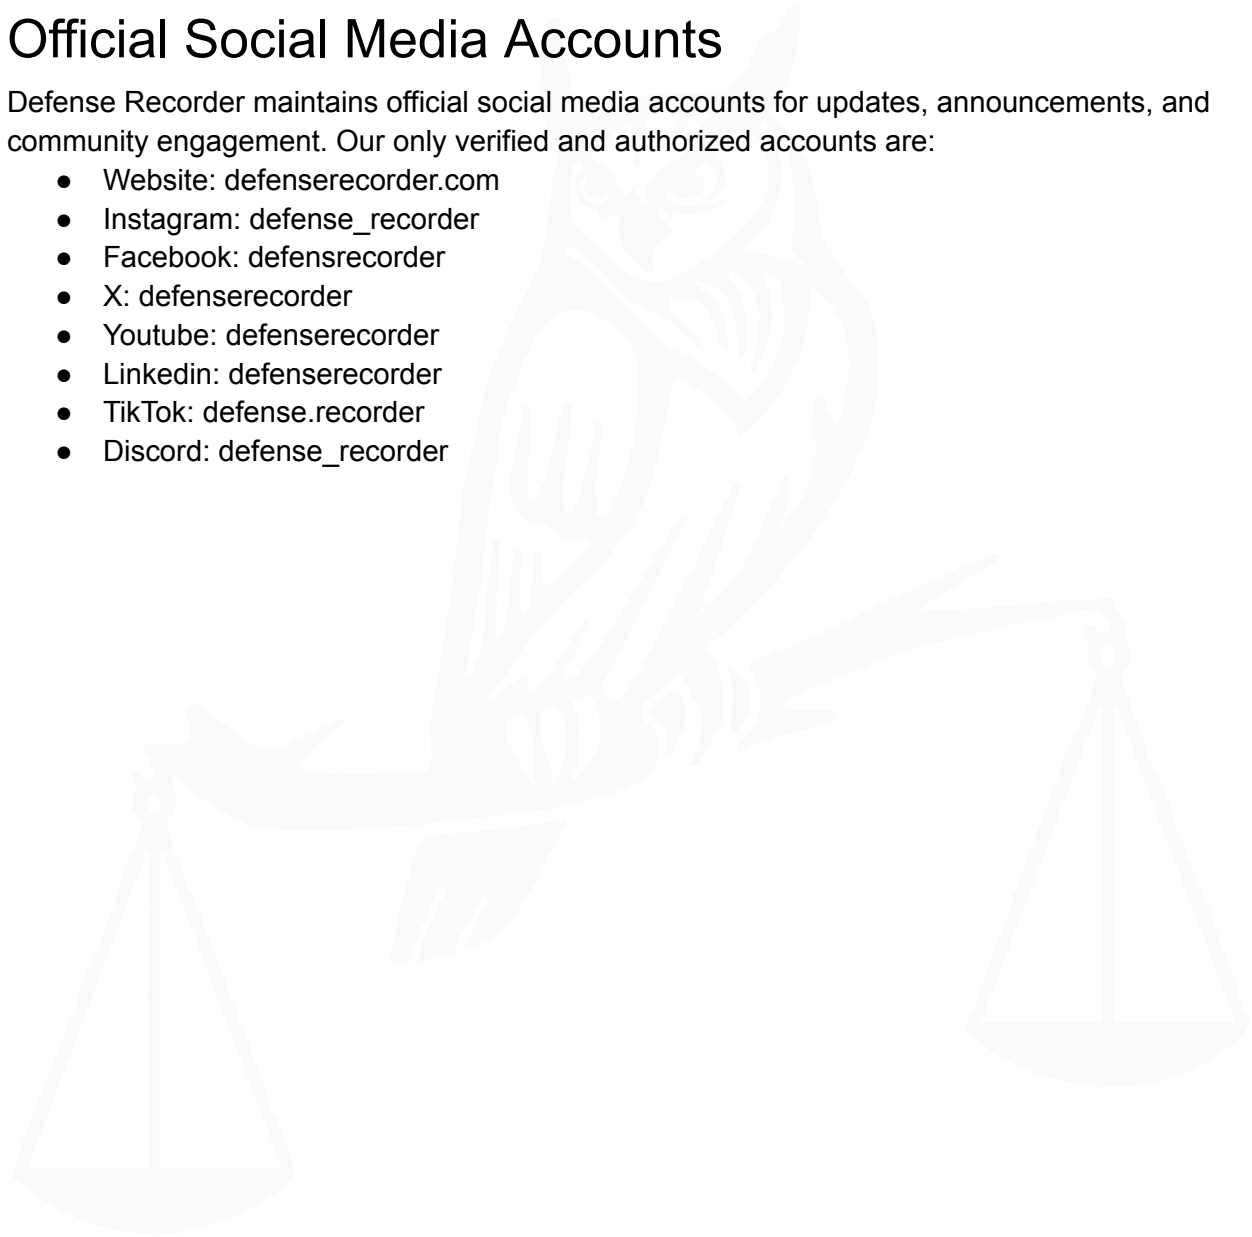 Official Social Media Accounts
Defense Recorder maintains official social media accounts for updates, announcements, and
community engagement. Our only verified and authorized accounts are:
● Website: defenserecorder.com
● Instagram: defense_recorder
● Facebook: defensrecorder
● X: defenserecorder
● Youtube: defenserecorder
● Linkedin: defenserecorder
● TikTok: defense.recorder
● Discord: defense_recorder